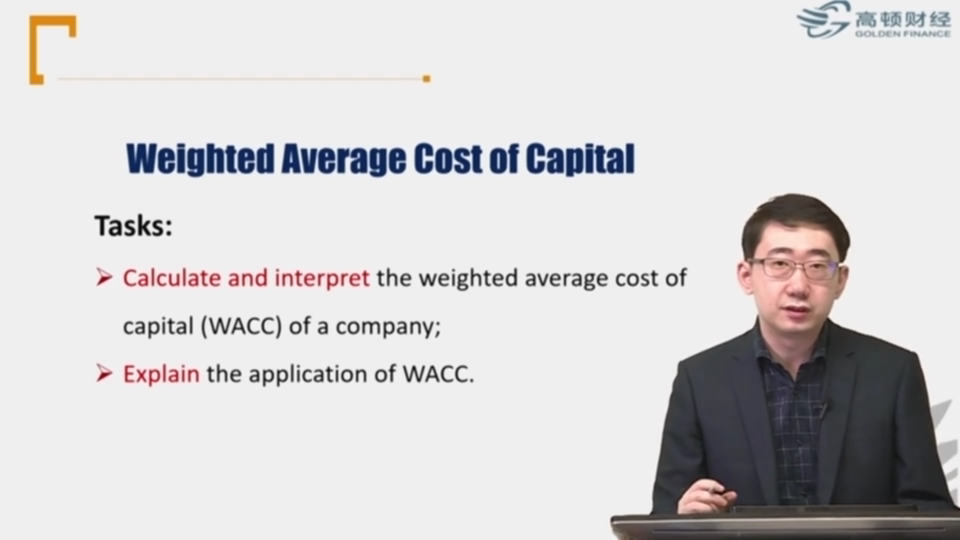 高顿财经
GOLDEN FINANCE
Weighted Average Cost of Capital
Tasks:
Calculate and interpret the weighted average cost of
capital (WACC) of a company;
Explain the application of WACC.